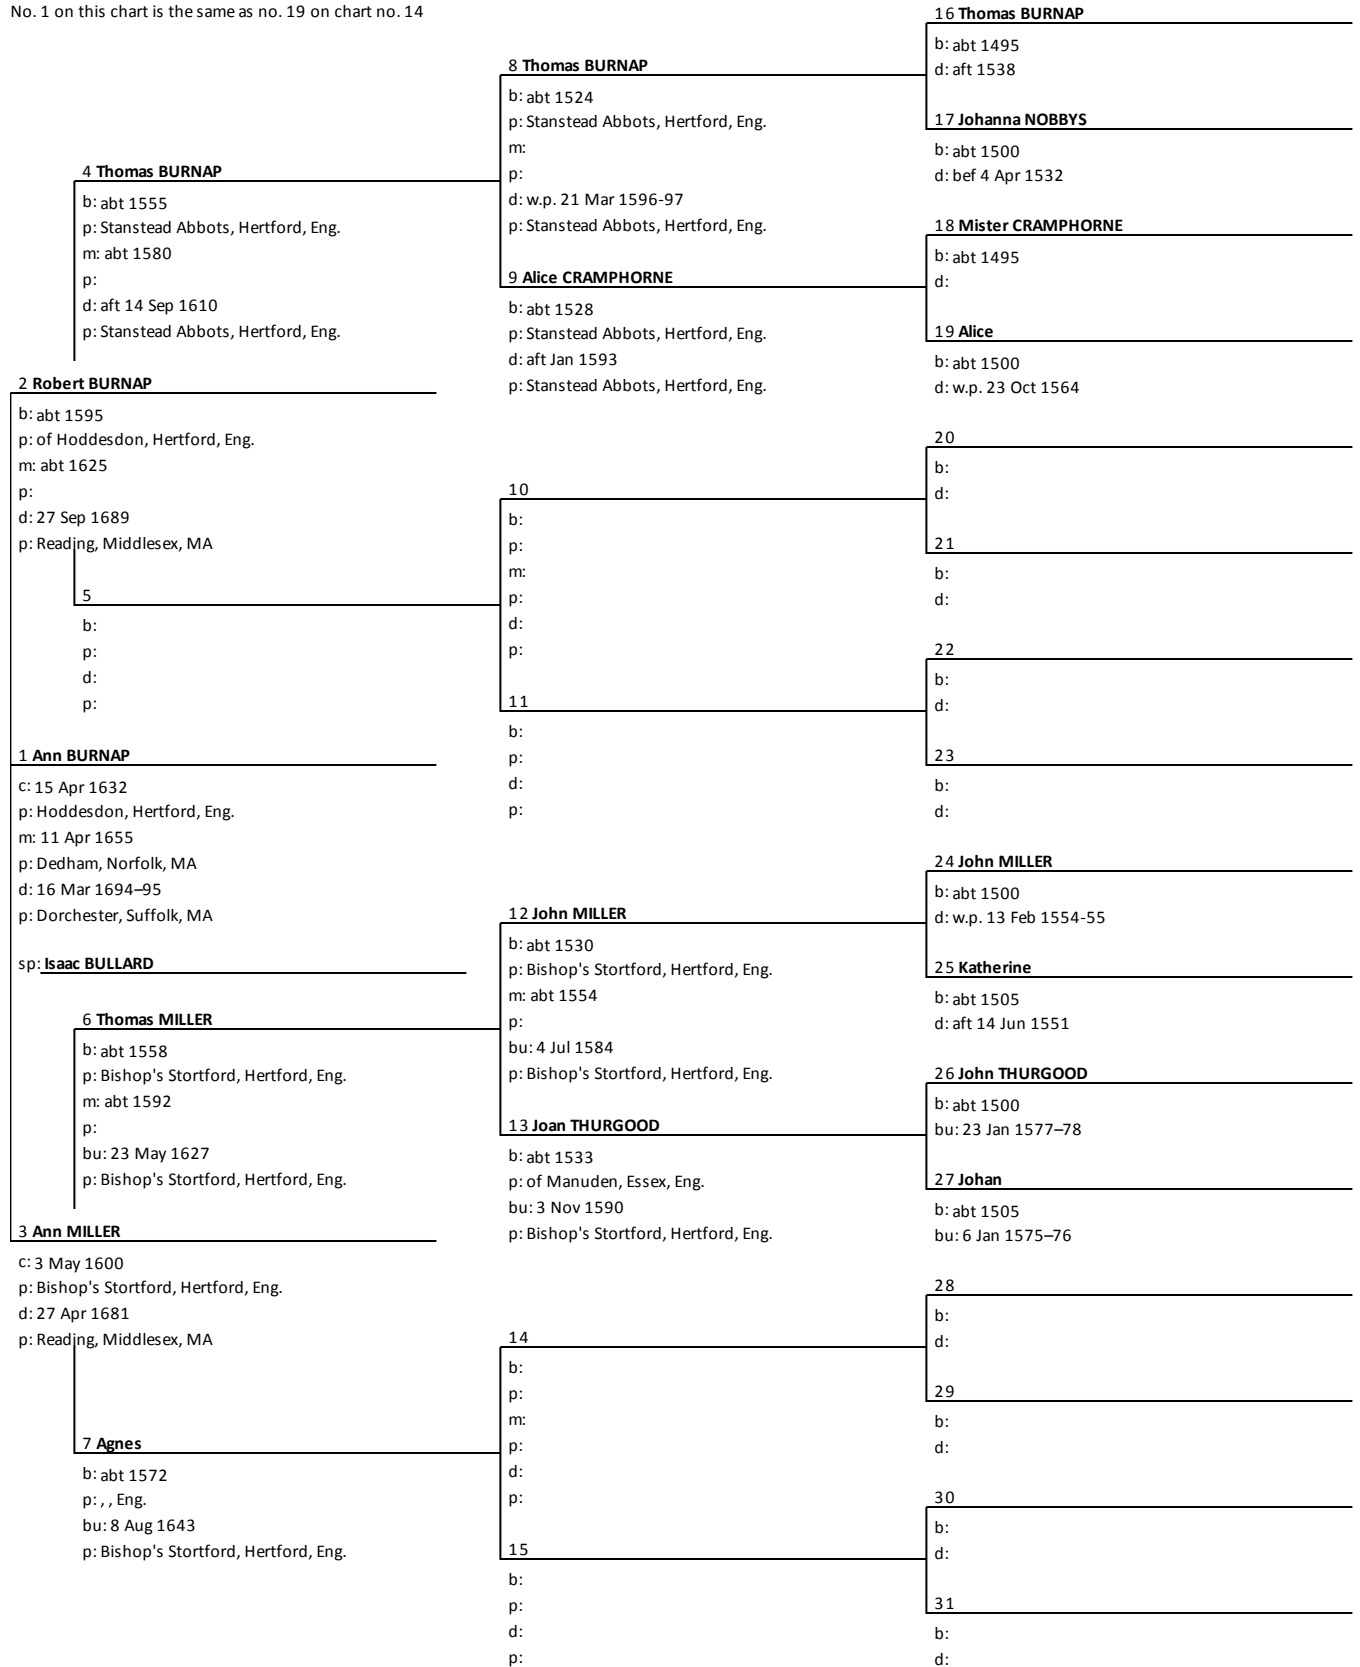 No. 1 on this chart is the same as no. 19 on chart no. 14
16 Thomas BURNAP
b: abt 1495
d: aft 1538
8 Thomas BURNAP
b: abt 1524
p: Stanstead Abbots, Hertford, Eng.
m:
p:
d: w.p. 21 Mar 1596-97
p: Stanstead Abbots, Hertford, Eng.
17 Johanna NOBBYS
b: abt 1500
d: bef 4 Apr 1532
4 Thomas BURNAP
b: abt 1555
p: Stanstead Abbots, Hertford, Eng.
m: abt 1580
p:
d: aft 14 Sep 1610
p: Stanstead Abbots, Hertford, Eng.
18 Mister CRAMPHORNE
b: abt 1495
d:
9 Alice CRAMPHORNE
b: abt 1528
p: Stanstead Abbots, Hertford, Eng.
d: aft Jan 1593
p: Stanstead Abbots, Hertford, Eng.
19 Alice
b: abt 1500
d: w.p. 23 Oct 1564
2 Robert BURNAP
b: abt 1595
p: of Hoddesdon, Hertford, Eng.
m: abt 1625
p:
d: 27 Sep 1689
p: Reading, Middlesex, MA
20
b:
d:
10
b:
p:
m:
p:
d:
p:
21
b:
d:
5
b:
p:
d:
p:
22
b:
d:
11
b:
p:
d:
p:
23
b:
d:
1 Ann BURNAP
c: 15 Apr 1632
p: Hoddesdon, Hertford, Eng.
m: 11 Apr 1655
p: Dedham, Norfolk, MA
d: 16 Mar 1694–95
p: Dorchester, Suffolk, MA
sp: Isaac BULLARD
24 John MILLER
b: abt 1500
d: w.p. 13 Feb 1554-55
12 John MILLER
b: abt 1530
p: Bishop's Stortford, Hertford, Eng.
m: abt 1554
p:
bu: 4 Jul 1584
p: Bishop's Stortford, Hertford, Eng.
25 Katherine
b: abt 1505
d: aft 14 Jun 1551
6 Thomas MILLER
b: abt 1558
p: Bishop's Stortford, Hertford, Eng.
m: abt 1592
p:
bu: 23 May 1627
p: Bishop's Stortford, Hertford, Eng.
26 John THURGOOD
b: abt 1500
bu: 23 Jan 1577–78
13 Joan THURGOOD
b: abt 1533
p: of Manuden, Essex, Eng.
bu: 3 Nov 1590
p: Bishop's Stortford, Hertford, Eng.
27 Johan
b: abt 1505
bu: 6 Jan 1575–76
3 Ann MILLER
c: 3 May 1600
p: Bishop's Stortford, Hertford, Eng.
d: 27 Apr 1681
p: Reading, Middlesex, MA
28
b:
d:
14
b:
p:
m:
p:
d:
p:
29
b:
d:
7 Agnes
b: abt 1572
p: , , Eng.
bu: 8 Aug 1643
p: Bishop's Stortford, Hertford, Eng.
30
b:
d:
15
b:
p:
d:
p:
31
b:
d: